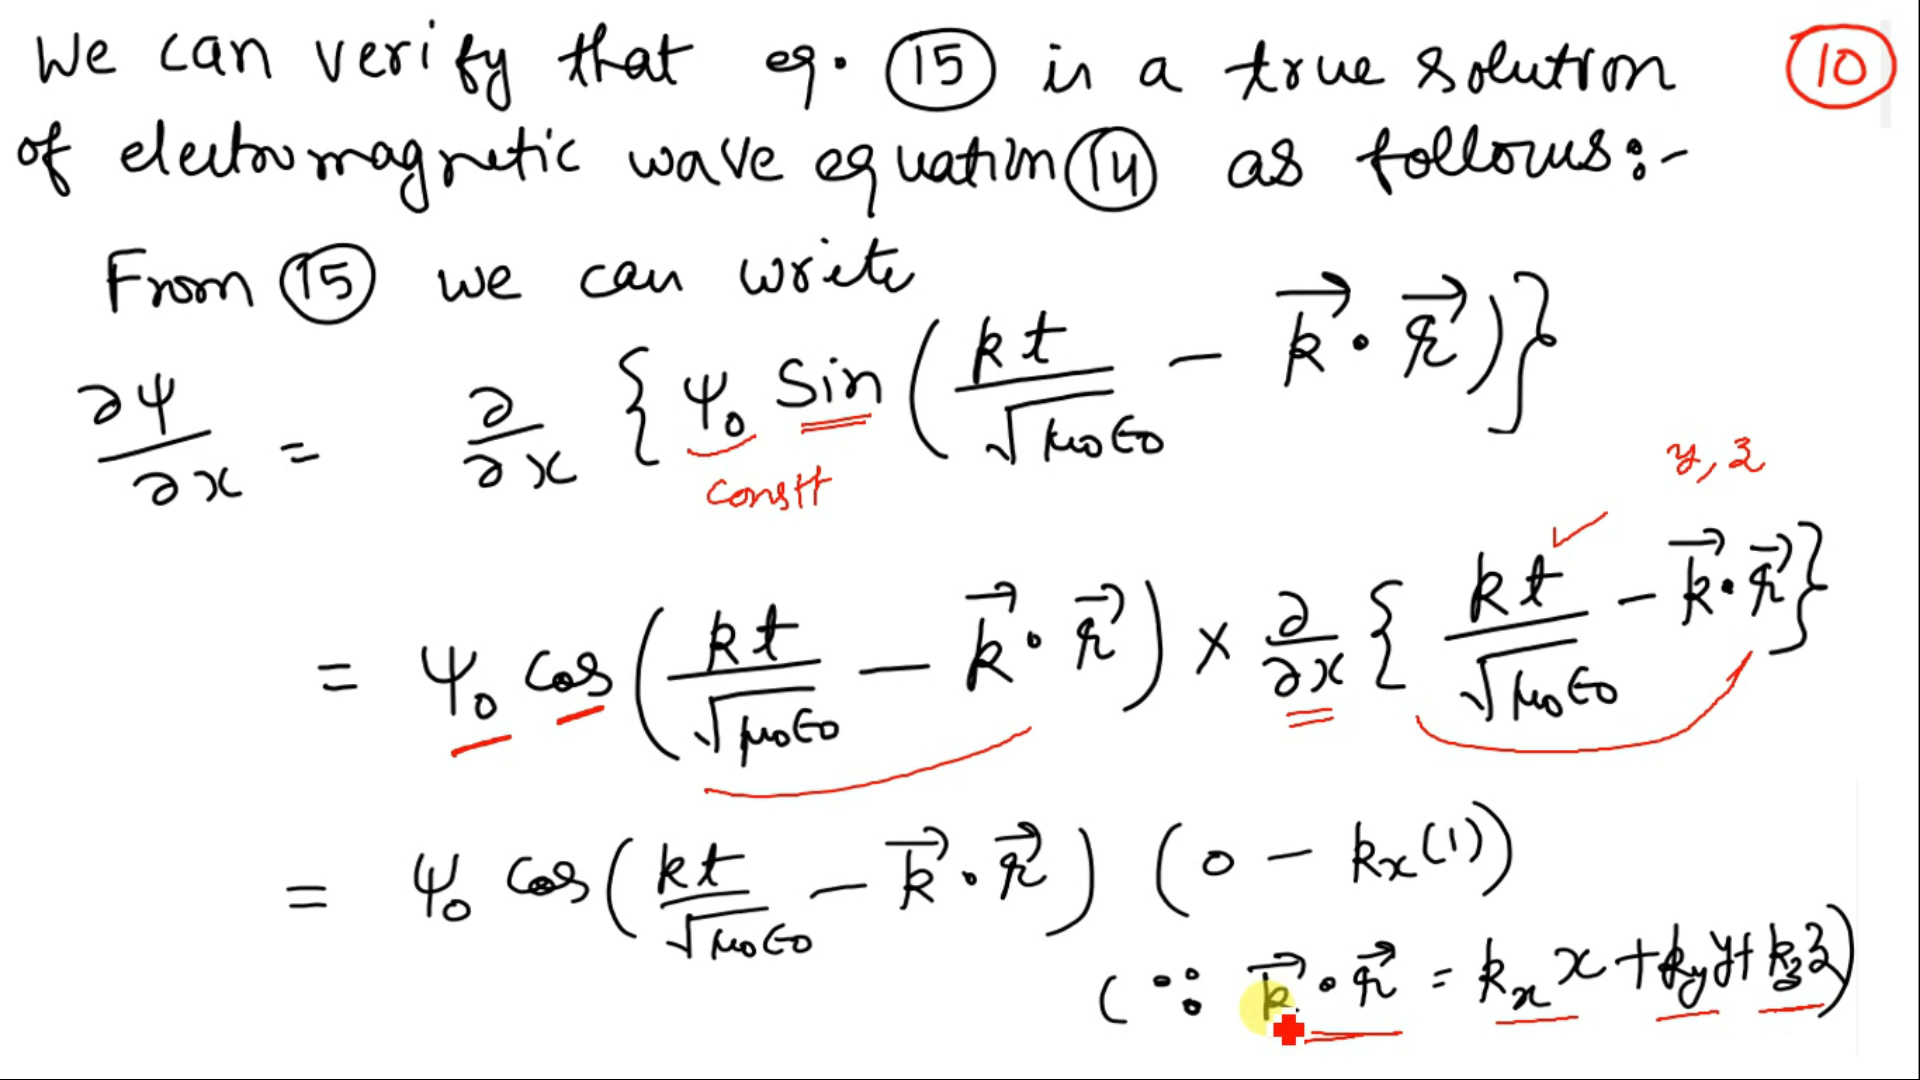 We can verify that eq. (15) is a true solution (10)
of electromagnetic wave equation (14) as follows:-
From (15) we can write
∂ψ/∂x = ∂/∂x { ψ₀ Sin ( kt/√μ₀ϵ₀ − k⃗ · r⃗ ) }
constt
y, z
= ψ₀ cos ( kt/√μ₀ϵ₀ − k⃗ · r⃗ ) × ∂/∂x { kt/√μ₀ϵ₀ − k⃗ · r⃗ }
= ψ₀ cos ( kt/√μ₀ϵ₀ − k⃗ · r⃗ ) ( 0 − kₓ(1) )
( ∵ k⃗ · r⃗ = kₓ x + k_y y + k_z z )